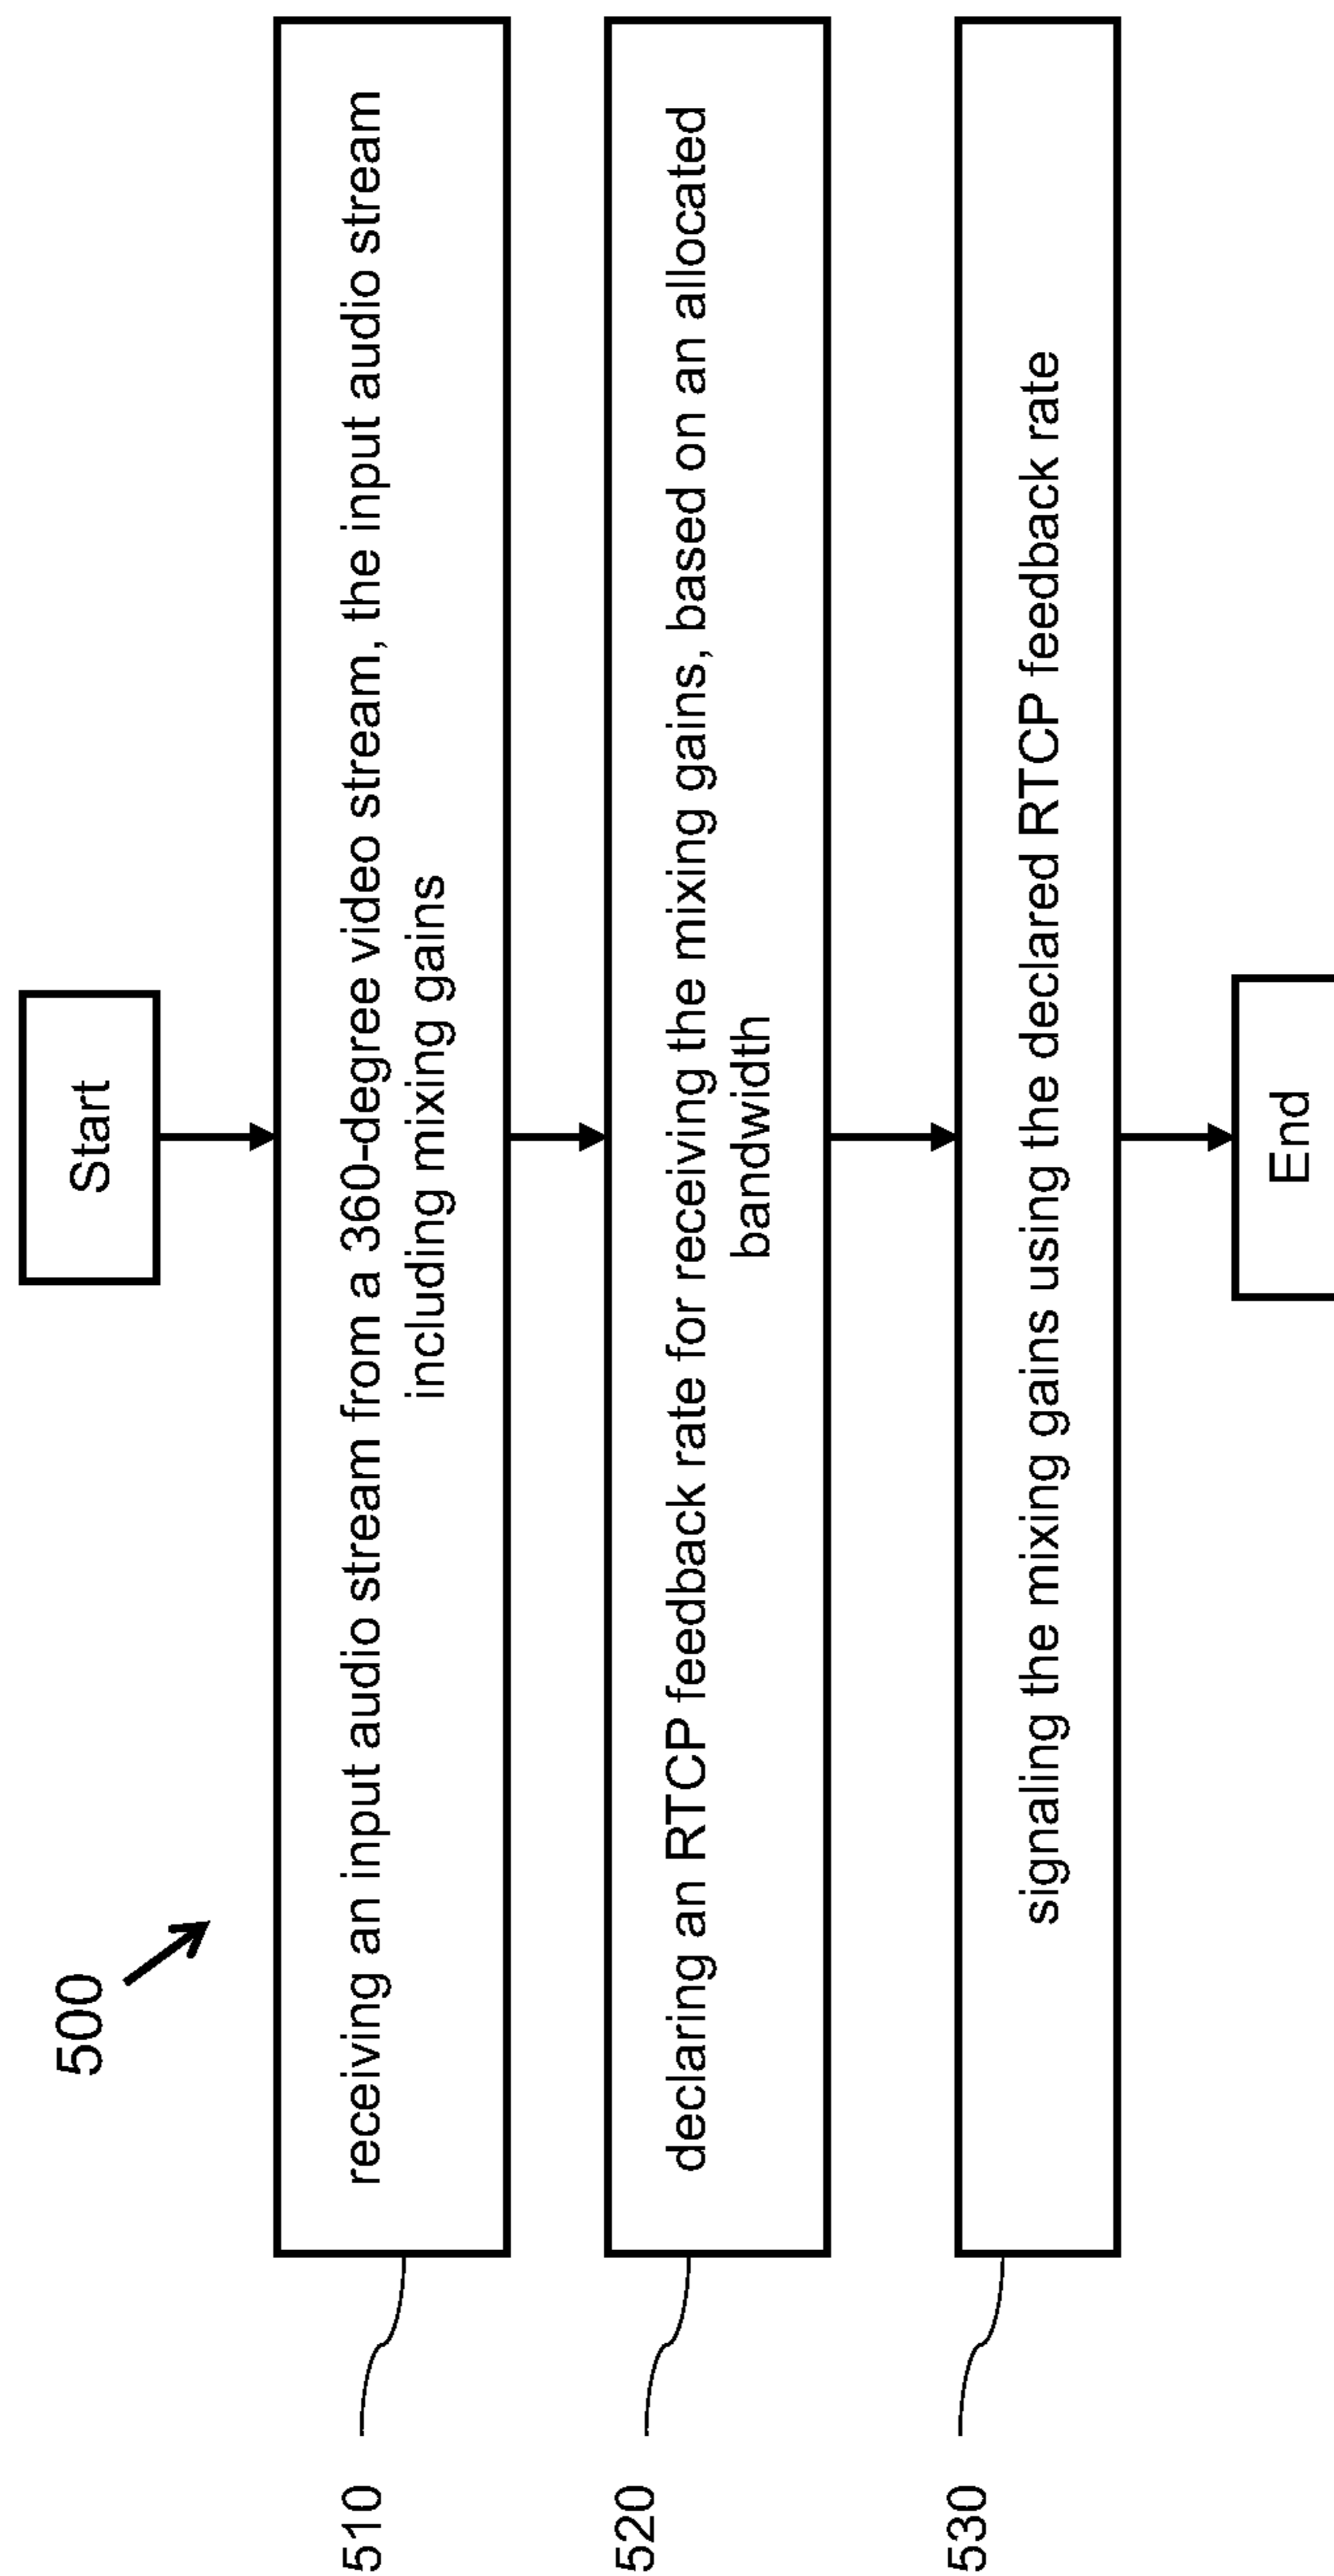 500
Start
510
receiving an input audio stream from a 360-degree video stream, the input audio stream
including mixing gains
520
declaring an RTCP feedback rate for receiving the mixing gains, based on an allocated
bandwidth
530
signaling the mixing gains using the declared RTCP feedback rate
End